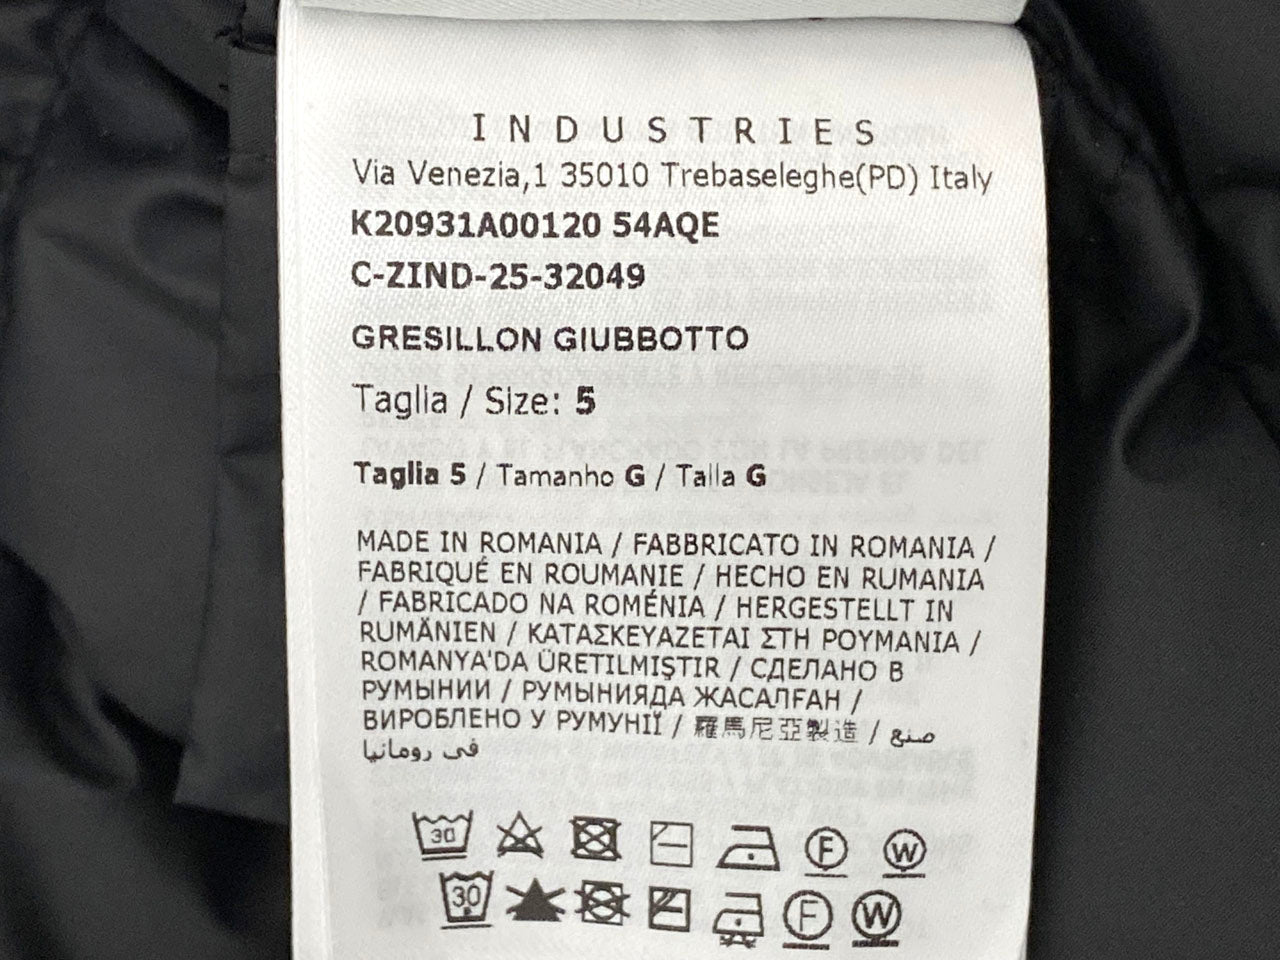 INDUSTRIES
Via Venezia,1 35010 Trebaseleghe(PD) Italy
K20931A00120 54AQE
C-ZIND-25-32049
GRESILLON GIUBBOTTO
Taglia / Size: 5
Taglia 5 / Tamanho G / Talla G
MADE IN ROMANIA / FABBRICATO IN ROMANIA /
FABRIQUÉ EN ROUMANIE / HECHO EN RUMANIA
/ FABRICADO NA ROMÉNIA / HERGESTELLT IN
RUMÄNIEN / ΚΑΤΑΣΚΕΥΑΖΕΤΑΙ ΣΤΗ ΡΟΥΜΑΝΙΑ /
ROMANYA'DA ÜRETILMIŞTIR / СДЕЛАНО В
РУМЫНИИ / РУМЫНИЯДА ЖАСАЛҒАН /
ВИРОБЛЕНО У РУМУНІЇ / 羅馬尼亞製造 / صنع
في رومانيا
30 F W
30 F W